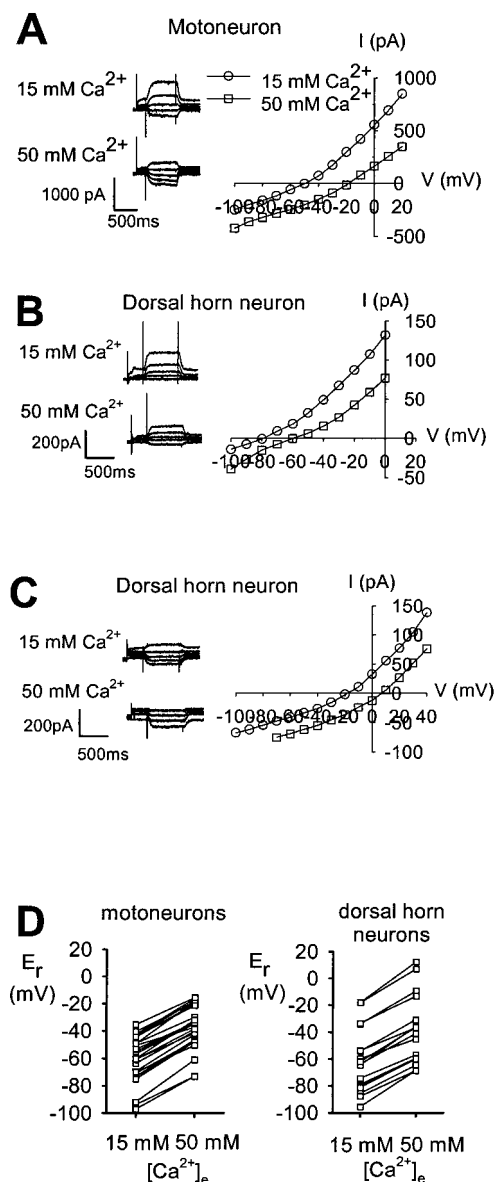 A
Motoneuron
I (pA)
15 mM Ca2+
15 mM Ca2+
50 mM Ca2+
1000
500
50 mM Ca2+
V (mV)
-100-80 -60 -40 -20 0 20
1000 pA
500ms
-500
B
Dorsal horn neuron
I (pA)
150
15 mM Ca2+
100
50
50 mM Ca2+
V (mV)
200pA
-100 -80 -60 -40 -20 0
500ms
-50
C
Dorsal horn neuron
I (pA)
150
15 mM Ca2+
100
50
50 mM Ca2+
V (mV)
-100-80 -60 -40 -20 0 20 40
200pA
-50
500ms
-100
D
motoneurons
dorsal horn
neurons
Er
(mV)
20
0
-20
-40
-60
-80
-100
15 mM 50 mM
[Ca2+]e
Er
(mV)
20
0
-20
-40
-60
-80
-100
15 mM 50 mM
[Ca2+]e